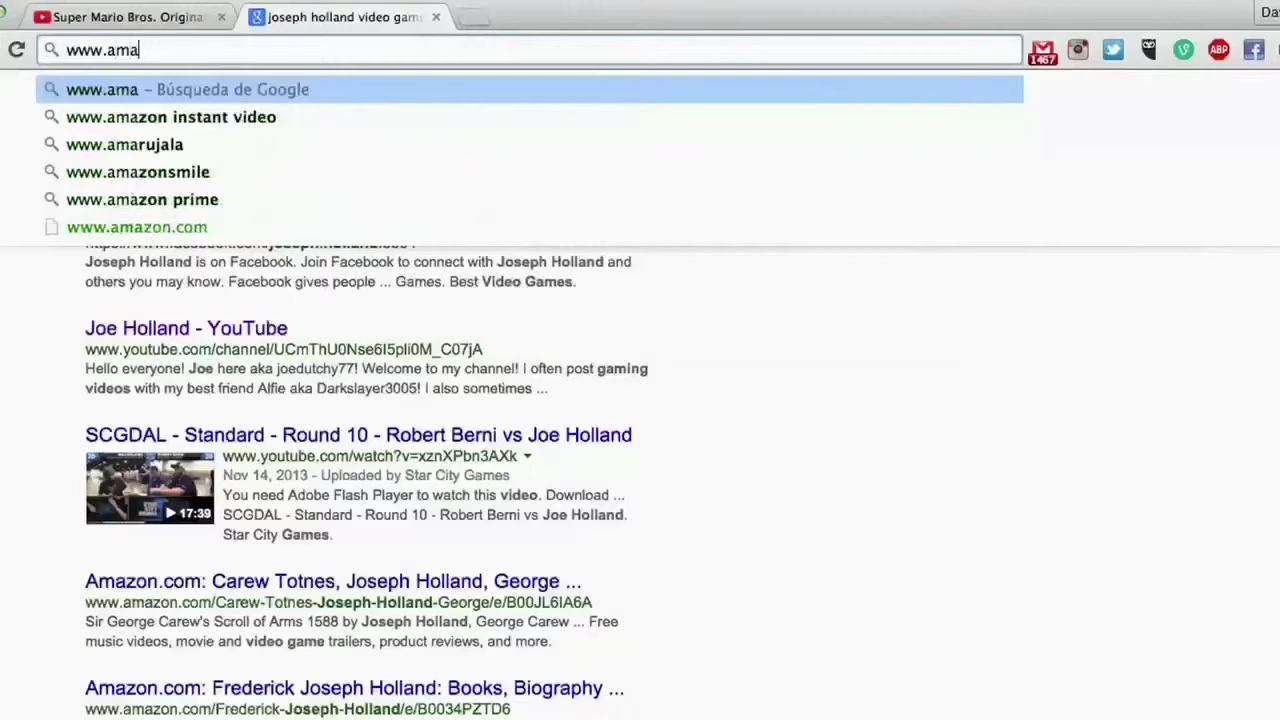 Super Mario Bros. Origina
joseph holland video gam
Da
www.ama
1467
ABP
www.ama – Búsqueda de Google
www.amazon instant video
www.amarujala
www.amazonsmile
www.amazon prime
www.amazon.com
Joseph Holland is on Facebook. Join Facebook to connect with Joseph Holland and
others you may know. Facebook gives people ... Games. Best Video Games.
Joe Holland - YouTube
www.youtube.com/channel/UCmThU0Nse6I5pli0M_C07jA
Hello everyone! Joe here aka joedutchy77! Welcome to my channel! I often post gaming
videos with my best friend Alfie aka Darkslayer3005! I also sometimes ...
SCGDAL - Standard - Round 10 - Robert Berni vs Joe Holland
www.youtube.com/watch?v=xznXPbn3AXk
Nov 14, 2013 - Uploaded by Star City Games
You need Adobe Flash Player to watch this video. Download ...
SCGDAL - Standard - Round 10 - Robert Berni vs Joe Holland.
Star City Games.
17:39
Amazon.com: Carew Totnes, Joseph Holland, George ...
www.amazon.com/Carew-Totnes-Joseph-Holland-George/e/B00JL6IA6A
Sir George Carew's Scroll of Arms 1588 by Joseph Holland, George Carew ... Free
music videos, movie and video game trailers, product reviews, and more.
Amazon.com: Frederick Joseph Holland: Books, Biography ...
www.amazon.com/Frederick-Joseph-Holland/e/B0034PZTD6